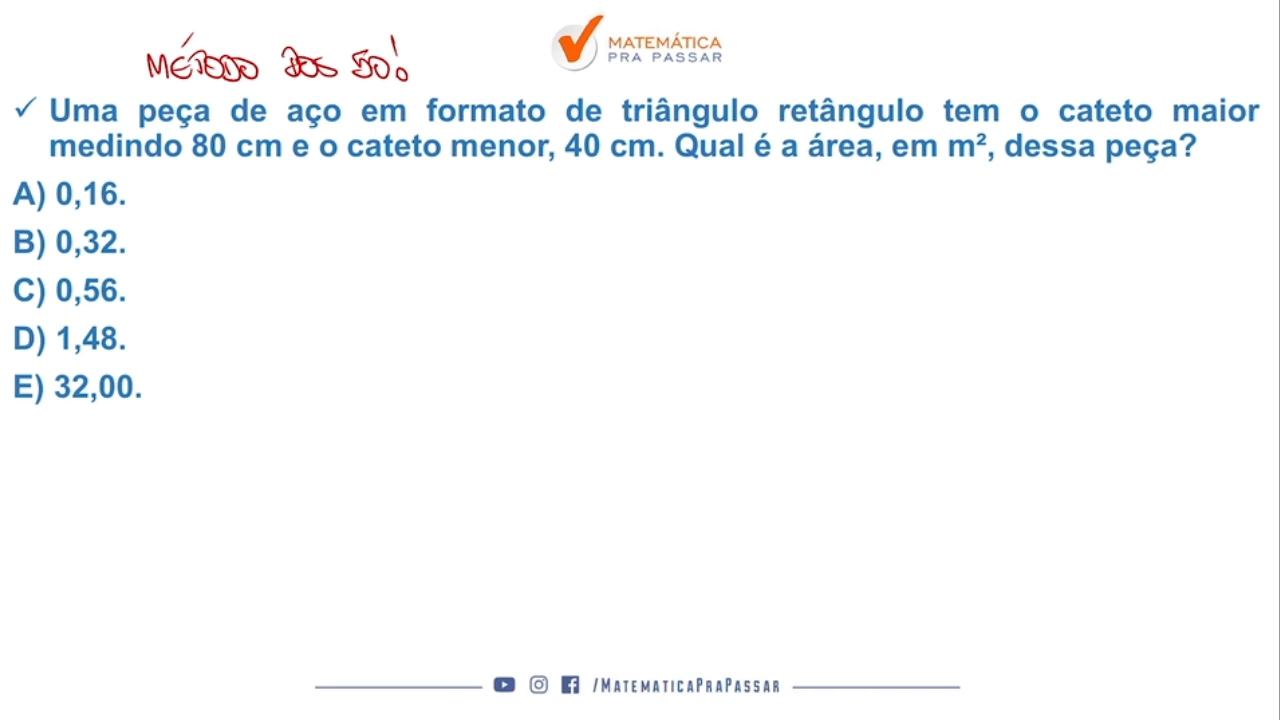 MÉTODO DOS 50!
MATEMÁTICA
PRA PASSAR
✓ Uma peça de aço em formato de triângulo retângulo tem o cateto maior
medindo 80 cm e o cateto menor, 40 cm. Qual é a área, em m², dessa peça?
A) 0,16.
B) 0,32.
C) 0,56.
D) 1,48.
E) 32,00.
/MATEMATICAPRAPASSAR